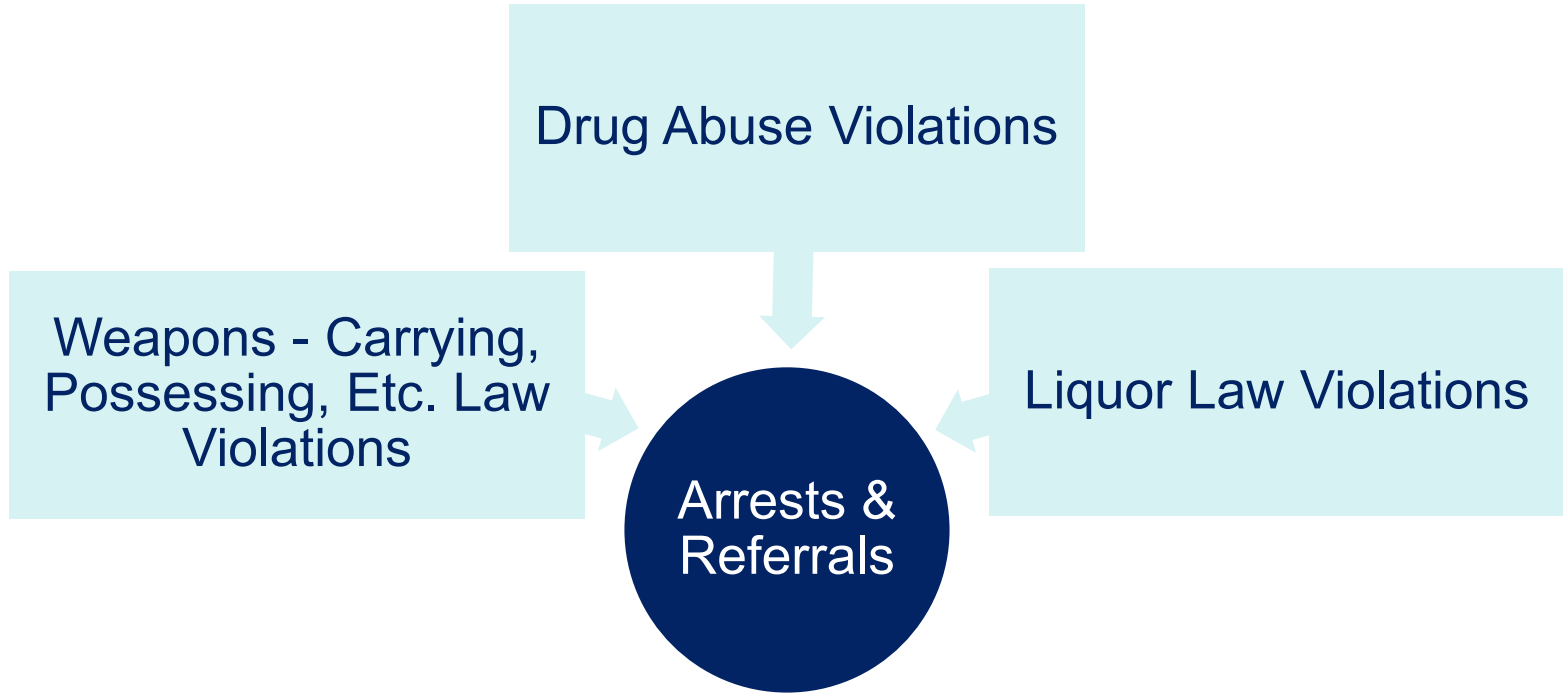 Drug Abuse Violations
Weapons - Carrying,
Possessing, Etc. Law
Violations
Liquor Law Violations
Arrests &
Referrals